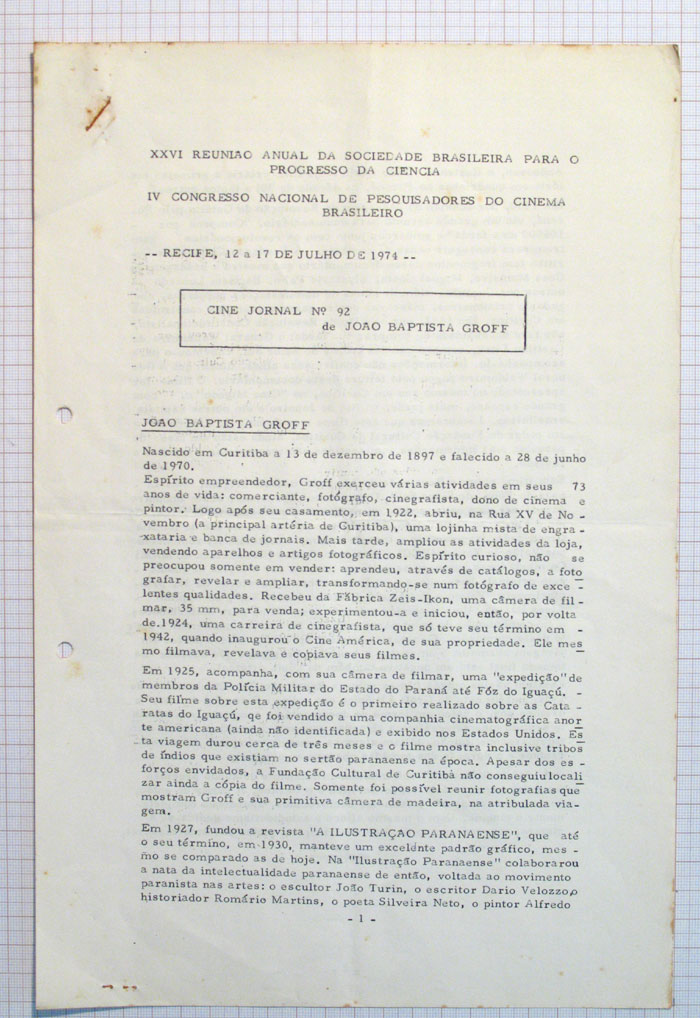 XXVI REUNIAO ANUAL DA SOCIEDADE BRASILEIRA PARA O
PROGRESSO DA CIENCIA
IV CONGRESSO NACIONAL DE PESQUISADORES DO CINEMA
BRASILEIRO
-- RECIFE, 12 a 17 DE JULHO DE 1974 --
CINE JORNAL Nº 92
de JOAO BAPTISTA GROFF
JOAO BAPTISTA GROFF
Nascido em Curitiba a 13 de dezembro de 1897 e falecido a 28 de junho
de 1970.
Espírito empreendedor, Groff exerceu várias atividades em seus 73
anos de vida: comerciante, fotógrafo, cinegrafista, dono de cinema e
pintor. Logo após seu casamento, em 1922, abriu, na Rua XV de No -
vembro (a principal artéria de Curitiba), uma lojinha mista de engra-
xataria e banca de jornais. Mais tarde, ampliou as atividades da loja,
vendendo aparelhos e artigos fotográficos. Espírito curioso, não se
preocupou somente em vender: aprendeu, através de catálogos, a foto
grafar, revelar e ampliar, transformando-se num fotógrafo de exce -
lentes qualidades. Recebeu da Fábrica Zeis-Ikon, uma câmera de fil -
mar, 35 mm, para venda; experimentou-a e iniciou, então, por volta
de 1924, uma carreira de cinegrafista, que só teve seu término em -
1942, quando inaugurou o Cine América, de sua propriedade. Ele mes
mo filmava, revelava e copiava seus filmes.
Em 1925, acompanha, com sua câmera de filmar, uma "expedição" de
membros da Polícia Militar do Estado do Paraná até Fóz do Iguaçú. -
Seu filme sobre esta expedição é o primeiro realizado sobre as Cata -
ratas do Iguaçú, qe foi vendido a uma companhia cinematográfica anor
te americana (ainda não identificada) e exibido nos Estados Unidos. Es
ta viagem durou cerca de três meses e o filme mostra inclusive tribos
de índios que existiam no sertão paranaense na época. Apesar dos es -
forços envidados, a Fundação Cultural de Curitiba não conseguiu locali
zar ainda a cópia do filme. Somente foi possível reunir fotografias que
mostram Groff e sua primitiva câmera de madeira, na atribulada via-
gem.
Em 1927, fundou a revista "A ILUSTRAÇAO PARANAENSE", que até
o seu término, em 1930, manteve um excelente padrão gráfico, mes -
mo se comparado as de hoje. Na "Ilustração Paranaense" colaborarou
a nata da intelectualidade paranaense de então, voltada ao movimento
paranista nas artes: o escultor João Turin, o escritor Dario Velozzo,o
historiador Romário Martins, o poeta Silveira Neto, o pintor Alfredo
- 1 -